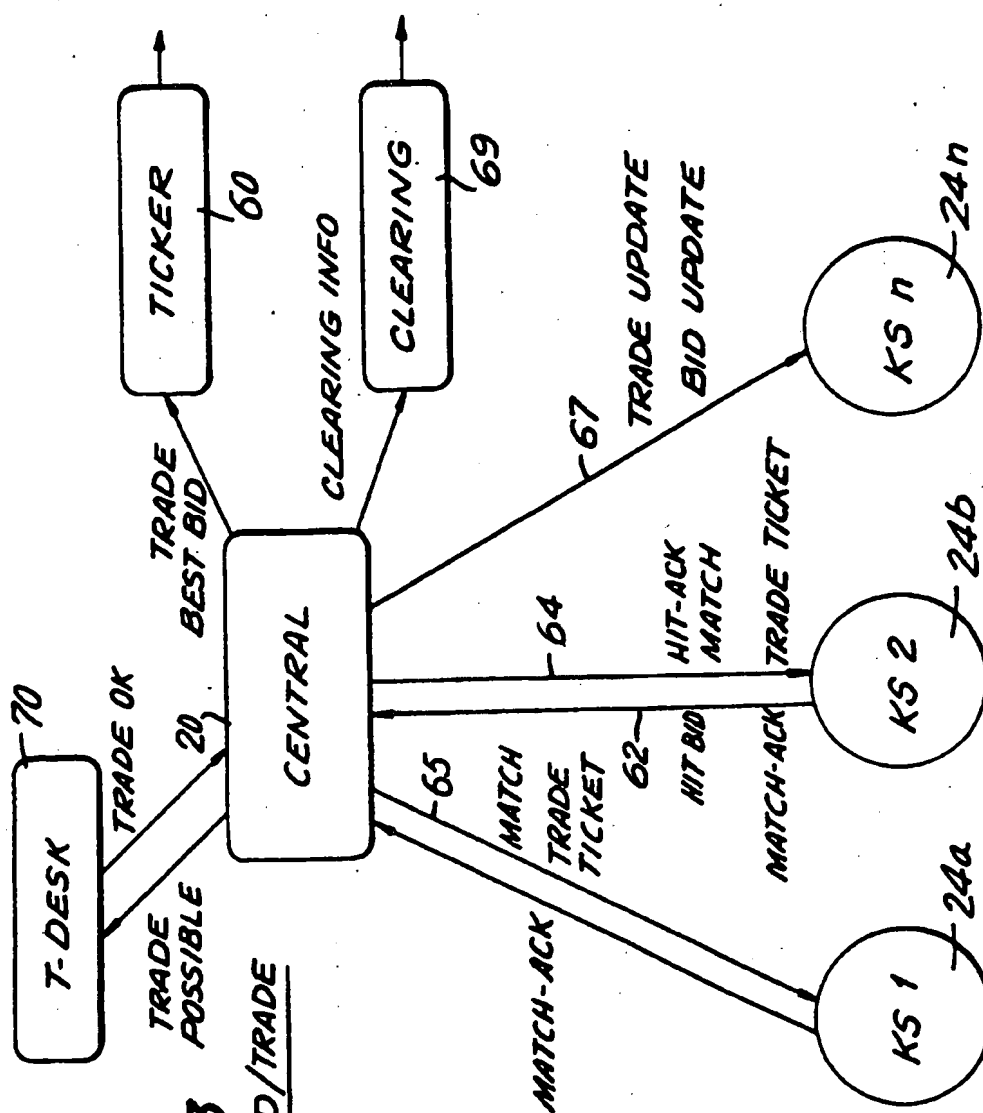 70
T-DESK
TRADE OK
TRADE
POSSIBLE
TRADE
BEST BID
20
CENTRAL
TICKER
60
CLEARING INFO
CLEARING
69
3
D/TRADE
65
MATCH
TRADE
TICKET
MATCH-ACK
62
HIT BID
MATCH-ACK
64
HIT-ACK
MATCH
TRADE TICKET
67
TRADE UPDATE
BID UPDATE
KS 1
24a
KS 2
24b
KS n
24n